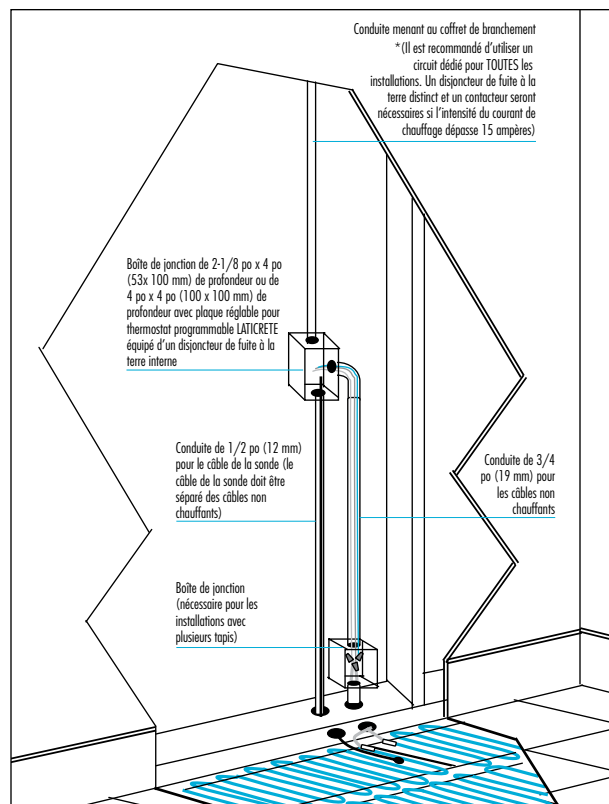 Conduite menant au coffret de branchement
*(Il est recommandé d'utiliser un
circuit dédié pour TOUTES les
installations. Un disjoncteur de fuite à la
terre distinct et un contacteur seront
nécessaires si l'intensité du courant de
chauffage dépasse 15 ampères)
Boîte de jonction de 2-1/8 po x 4 po
(53x 100 mm) de profondeur ou de
4 po x 4 po (100 x 100 mm) de
profondeur avec plaque réglable pour
thermostat programmable LATICRETE
équipé d'un disjoncteur de fuite à la
terre interne
Conduite de 1/2 po (12 mm)
pour le câble de la sonde (le
câble de la sonde doit être
séparé des câbles non
chauffants)
Conduite de 3/4
po (19 mm) pour
les câbles non
chauffants
Boîte de jonction
(nécessaire pour les
installations avec
plusieurs tapis)